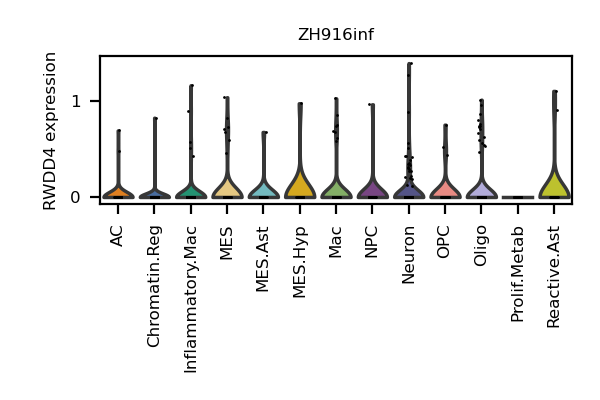 ZH916inf
RWDD4 expression
1
0
AC
Chromatin.Reg
Inflammatory.Mac
MES
MES.Ast
MES.Hyp
Mac
NPC
Neuron
OPC
Oligo
Prolif.Metab
Reactive.Ast